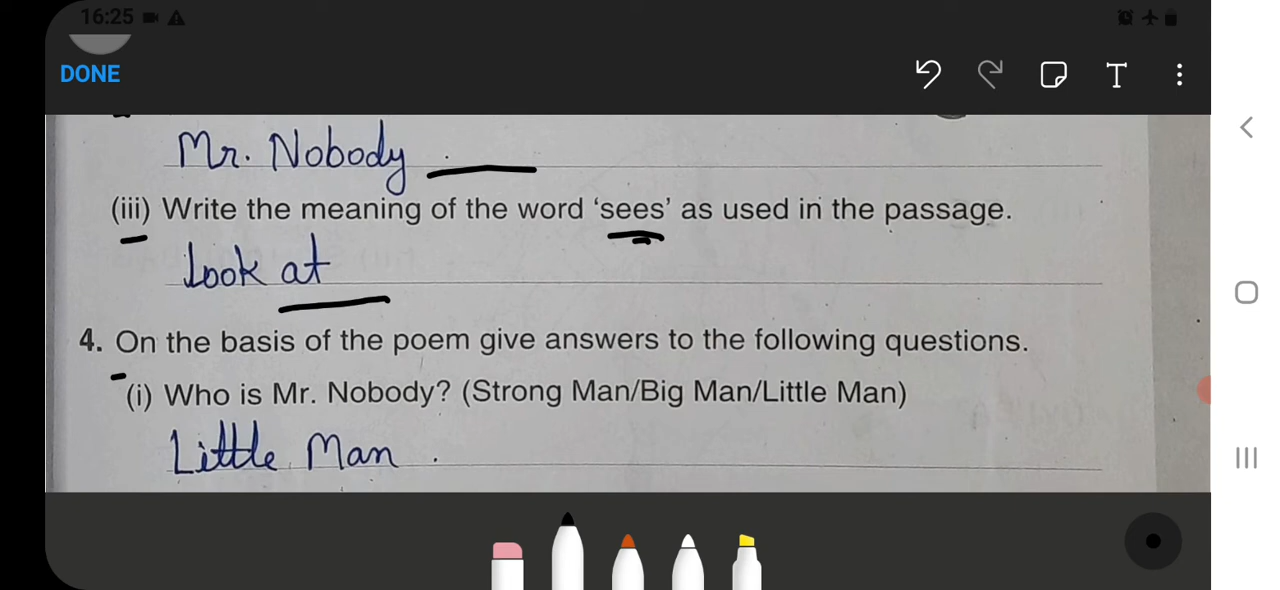 16:25
DONE
T
Mr. Nobody
(iii) Write the meaning of the word ‘sees’ as used in the passage.
Look at
4. On the basis of the poem give answers to the following questions.
(i) Who is Mr. Nobody? (Strong Man/Big Man/Little Man)
Little Man.